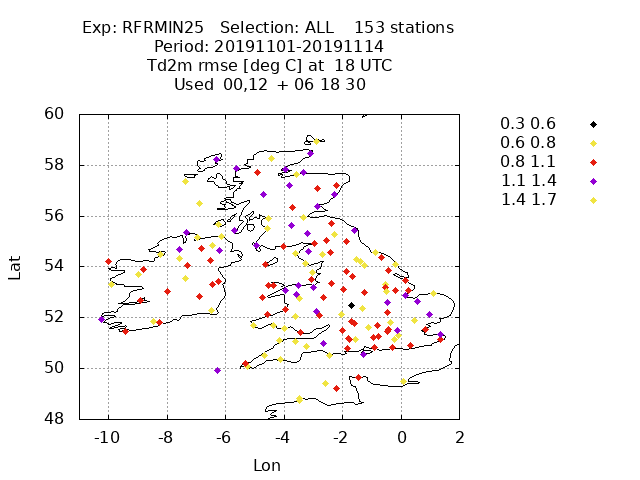 Exp: RFRMIN25 Selection: ALL 153 stations
Period: 20191101-20191114
Td2m rmse [deg C] at 18 UTC
Used 00,12 + 06 18 30
60
58
56
54
52
50
48
Lat
-10 -8 -6 -4 -2 0 2
Lon
0.3 0.6
0.6 0.8
0.8 1.1
1.1 1.4
1.4 1.7